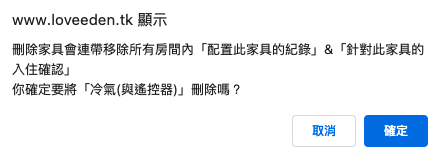 www.loveeden.tk 顯示
刪除家具會連帶移除所有房間內「配置此家具的紀錄」&「針對此家具的
入住確認」
你確定要將「冷氣(與遙控器)」刪除嗎？
取消
確定